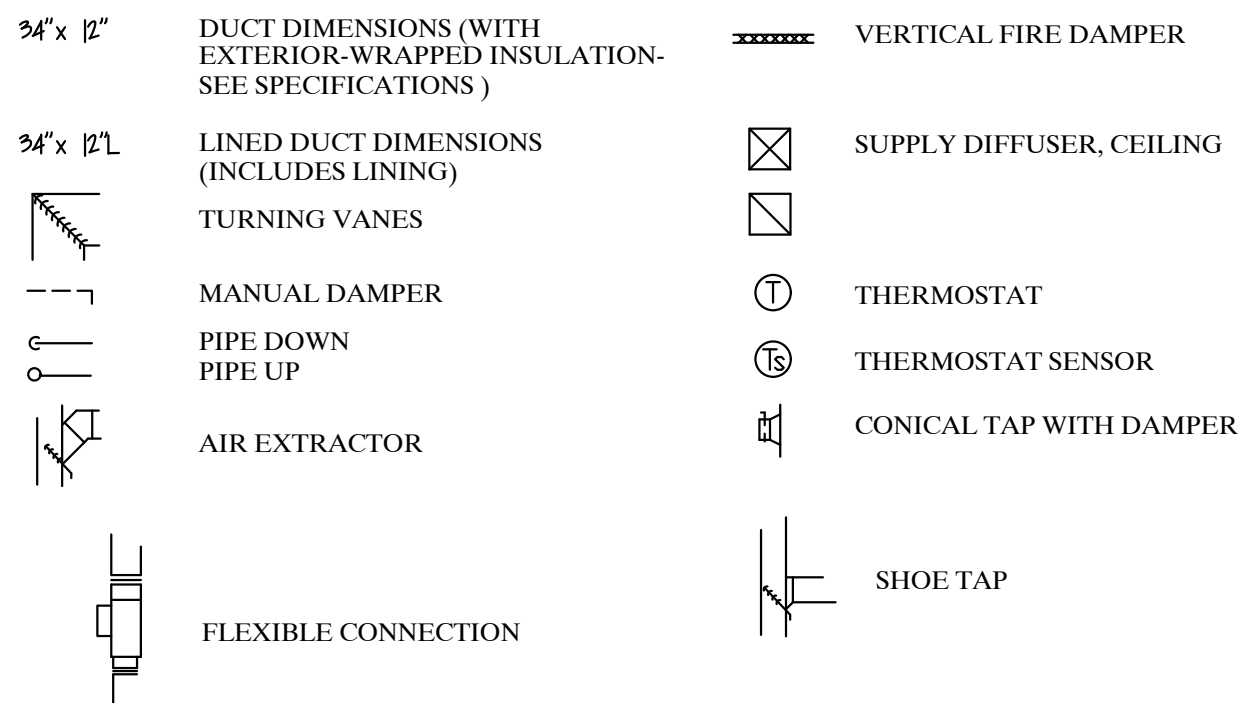 34"x 12"
DUCT DIMENSIONS (WITH
EXTERIOR-WRAPPED INSULATION-
SEE SPECIFICATIONS )
34"x 12"L
LINED DUCT DIMENSIONS
(INCLUDES LINING)
TURNING VANES
MANUAL DAMPER
PIPE DOWN
PIPE UP
AIR EXTRACTOR
FLEXIBLE CONNECTION
VERTICAL FIRE DAMPER
SUPPLY DIFFUSER, CEILING
T
THERMOSTAT
Ts
THERMOSTAT SENSOR
CONICAL TAP WITH DAMPER
SHOE TAP